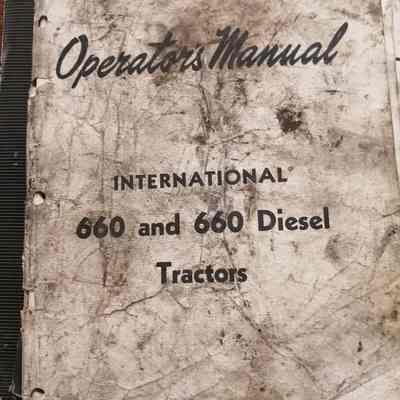 Operators Manual
INTERNATIONAL®
660 and 660 Diesel
Tractors